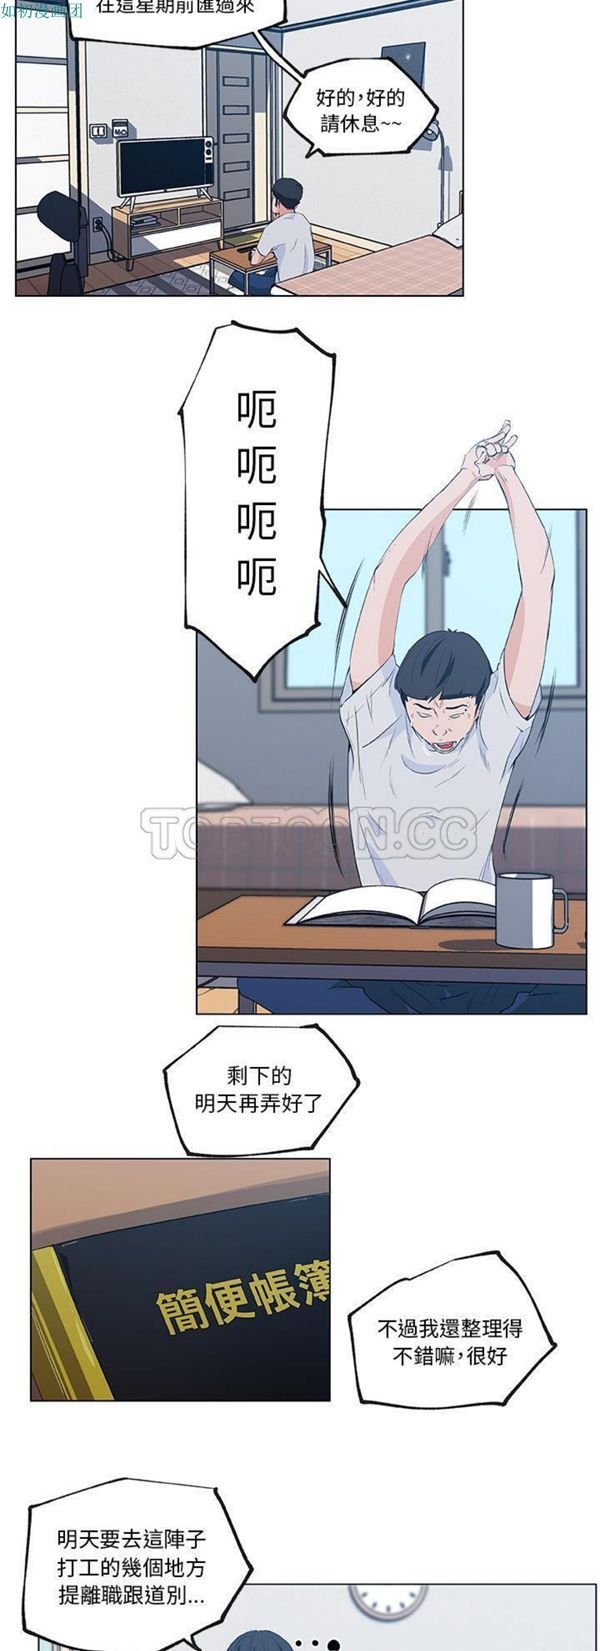 如初漫画团
在這星期前匯過來
好的，好的
請休息~~
呃
呃
呃
呃
TOPTOON.CC
剩下的
明天再弄好了
簡便帳簿
不過我還整理得
不錯嘛，很好
明天要去這陣子
打工的幾個地方
提離職跟道別...